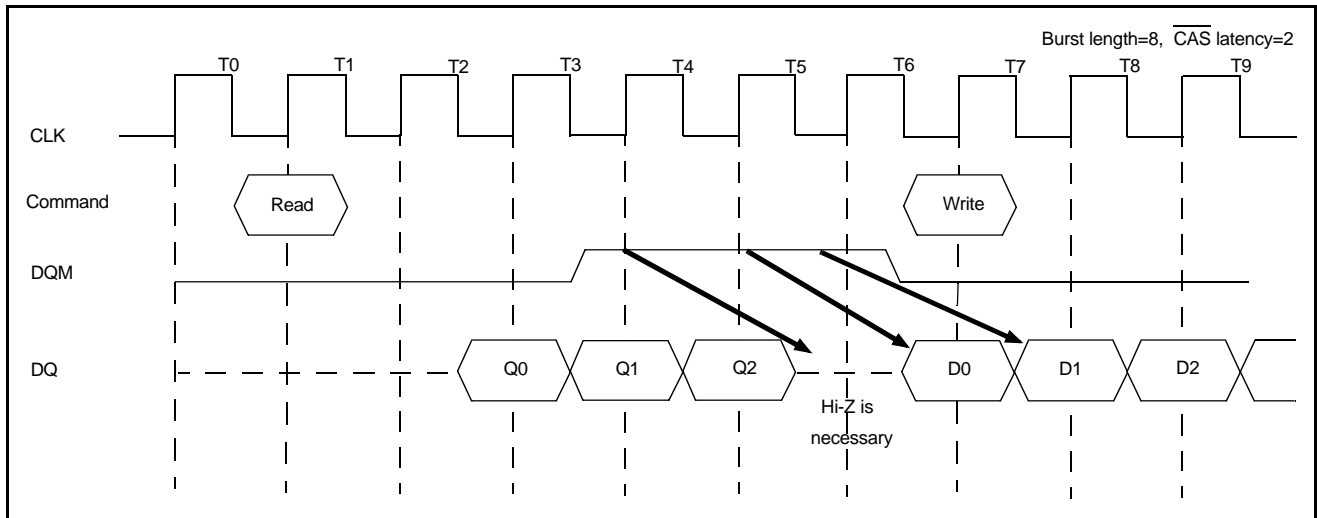 Burst length=8, CAS latency=2
T0 T1 T2 T3 T4 T5 T6 T7 T8 T9
CLK
Command Read Write
DQM
DQ Q0 Q1 Q2 D0 D1 D2
Hi-Z is
necessary